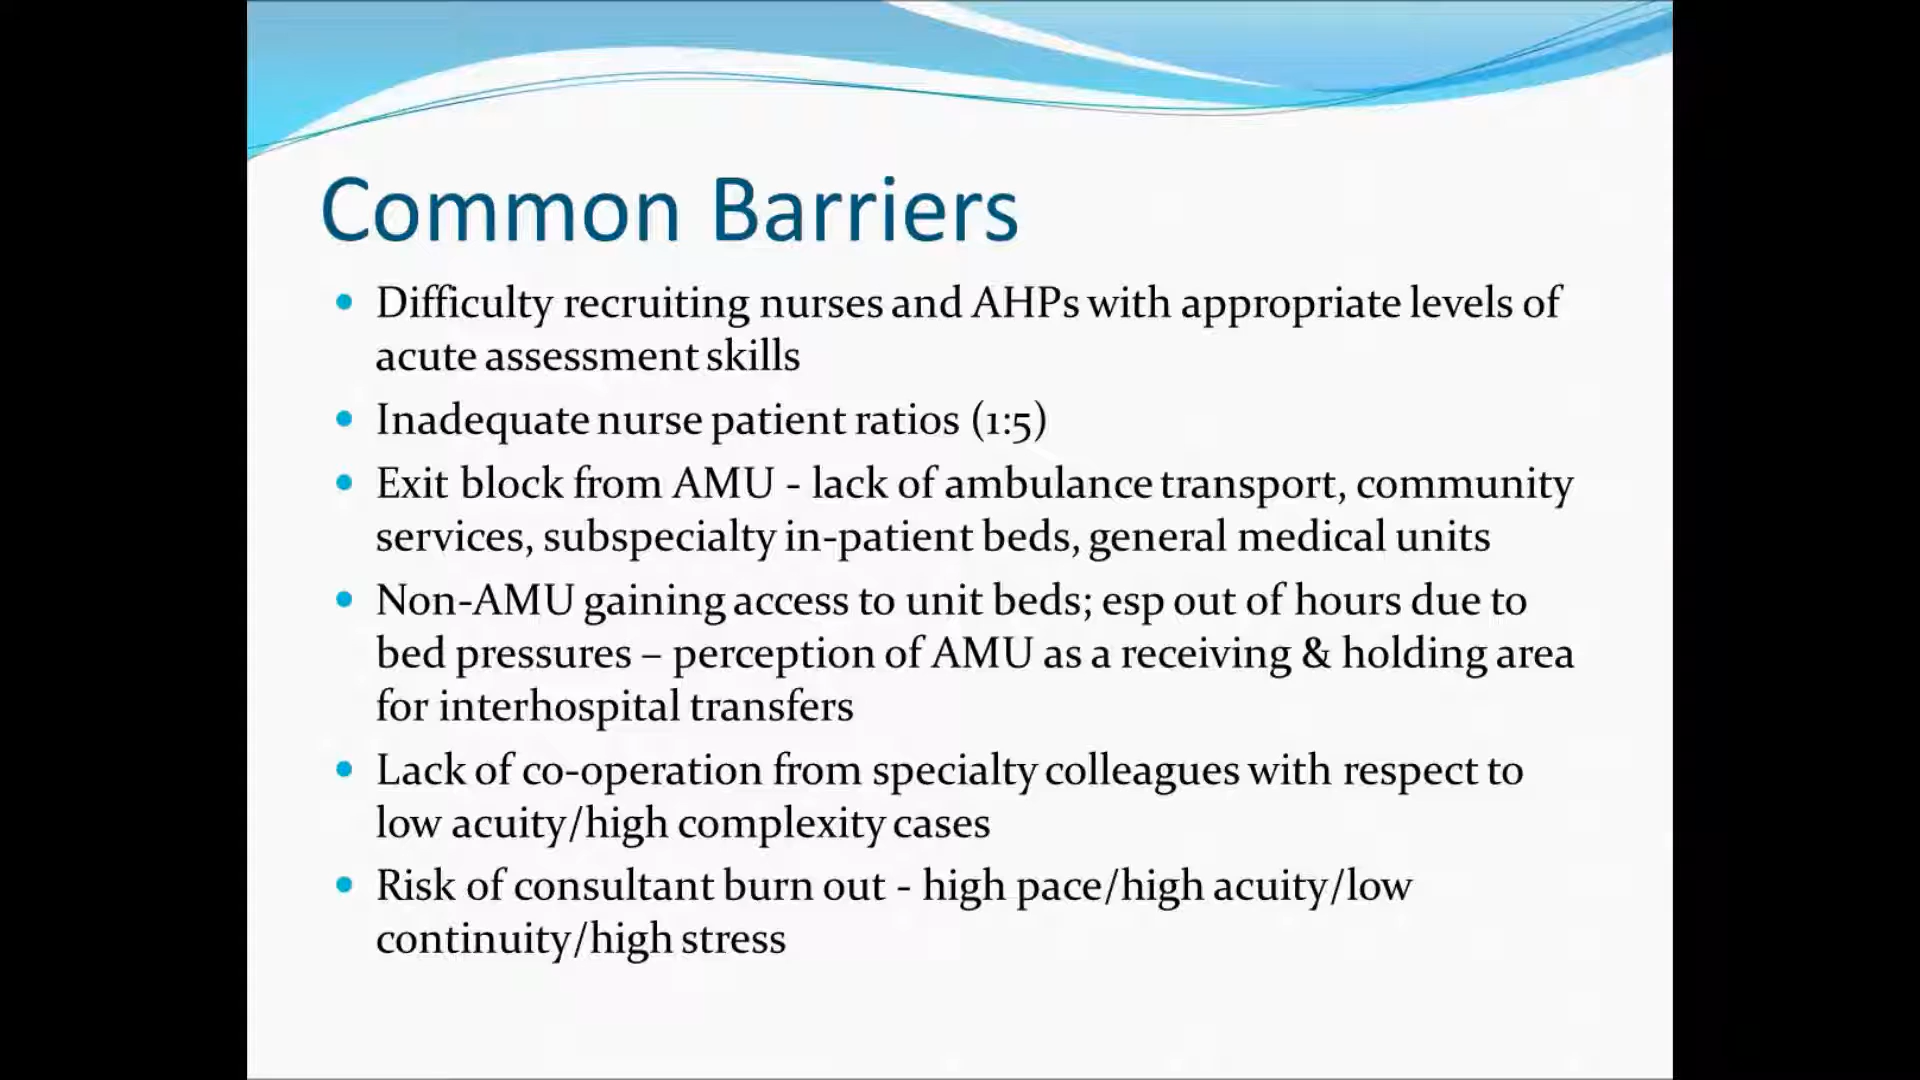 Common Barriers
• Difficulty recruiting nurses and AHPs with appropriate levels of
acute assessment skills
• Inadequate nurse patient ratios (1:5)
• Exit block from AMU - lack of ambulance transport, community
services, subspecialty in-patient beds, general medical units
• Non-AMU gaining access to unit beds; esp out of hours due to
bed pressures – perception of AMU as a receiving & holding area
for interhospital transfers
• Lack of co-operation from specialty colleagues with respect to
low acuity/high complexity cases
• Risk of consultant burn out - high pace/high acuity/low
continuity/high stress